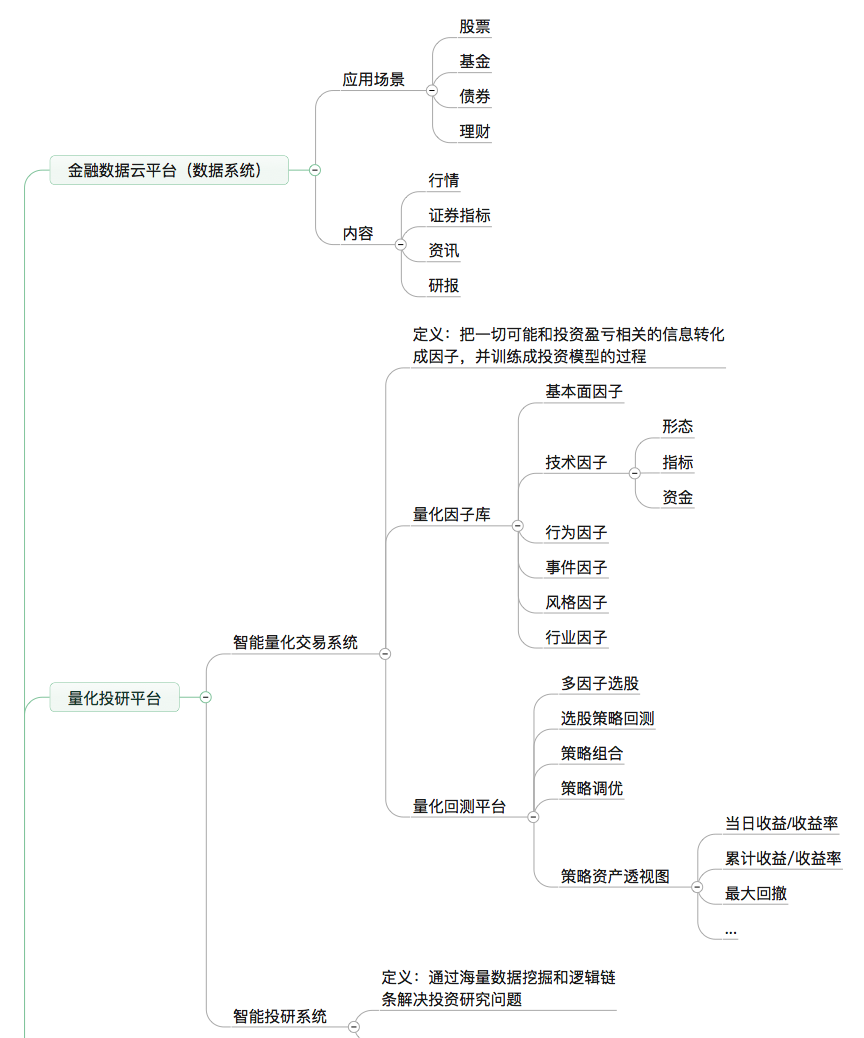 股票
应用场景
基金
债券
理财
金融数据云平台（数据系统）
行情
内容
证券指标
资讯
研报
定义：把一切可能和投资盈亏相关的信息转化
成因子，并训练成投资模型的过程
基本面因子
形态
技术因子
指标
资金
量化因子库
行为因子
事件因子
风格因子
行业因子
智能量化交易系统
量化投研平台
多因子选股
选股策略回测
策略组合
策略调优
量化回测平台
当日收益/收益率
累计收益/收益率
策略资产透视图
最大回撤
...
定义：通过海量数据挖掘和逻辑链
条解决投资研究问题
智能投研系统